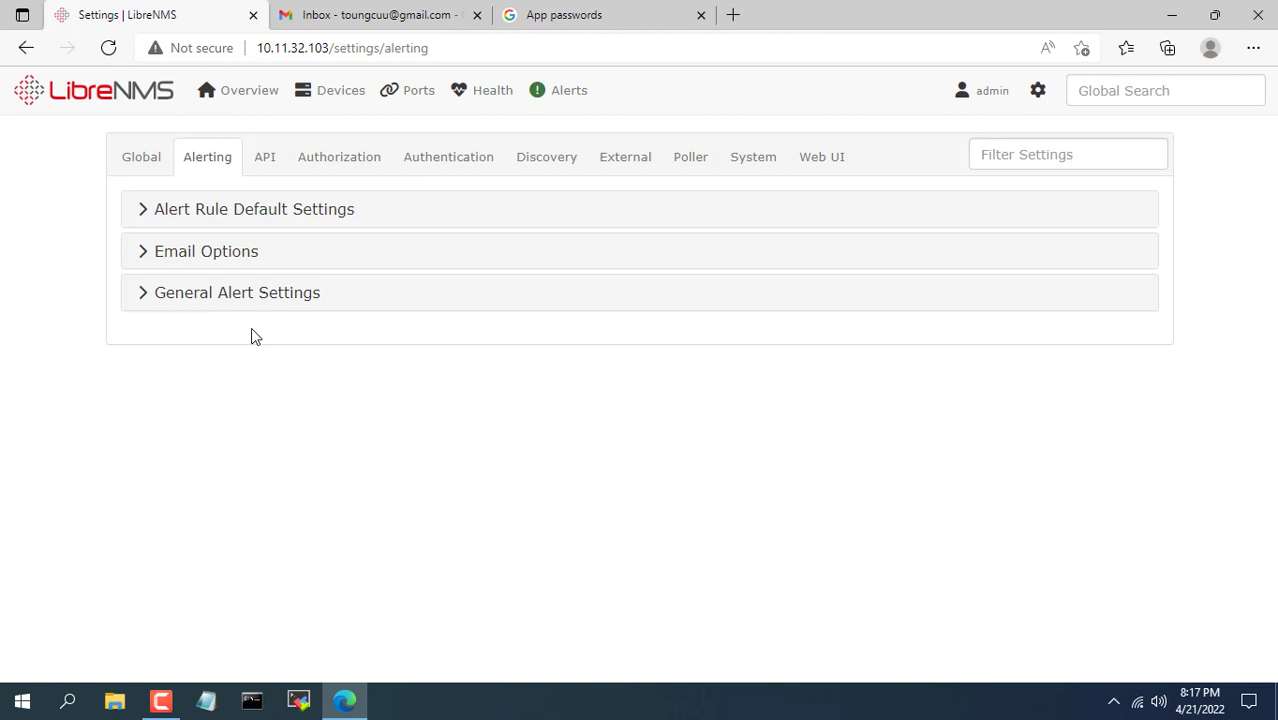 Settings | LibreNMS
Inbox - toungcuu@gmail.com -
App passwords
Not secure
10.11.32.103/settings/alerting
LibreNMS
Overview
Devices
Ports
Health
Alerts
admin
Global Search
Global
Alerting
API
Authorization
Authentication
Discovery
External
Poller
System
Web UI
Filter Settings
Alert Rule Default Settings
Email Options
General Alert Settings
8:17 PM
4/21/2022